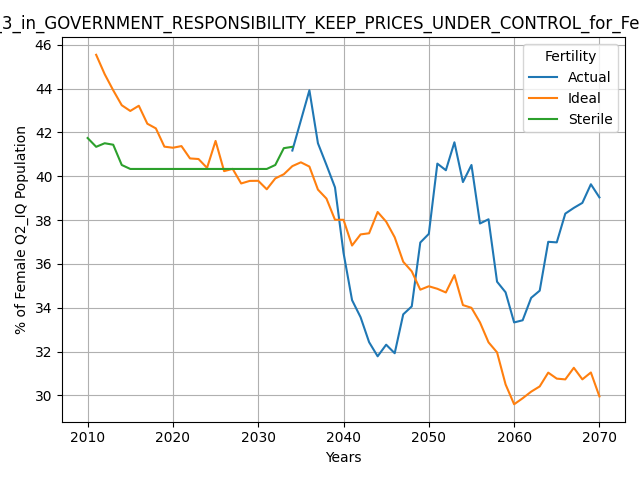 _3_in_GOVERNMENT_RESPONSIBILITY_KEEP_PRICES_UNDER_CONTROL_for_Fe
46
44
42
40
38
36
34
32
30
% of Female Q2_IQ Population
Fertility
Actual
Ideal
Sterile
2010 2020 2030 2040 2050 2060 2070
Years